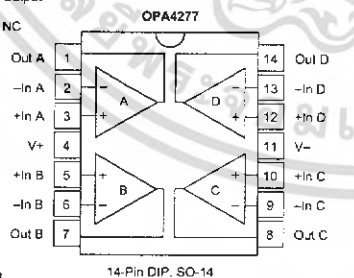 OPA4277
NC
Out A 1 14 Out D
–In A 2 – – 13 –In D
+In A 3 + A D + 12 +In D
V+ 4 11 V–
+In B 5 + + 10 +In C
–In B 6 – B C – 9 –In C
Out B 7 8 Out C
14-Pin DIP, SO-14